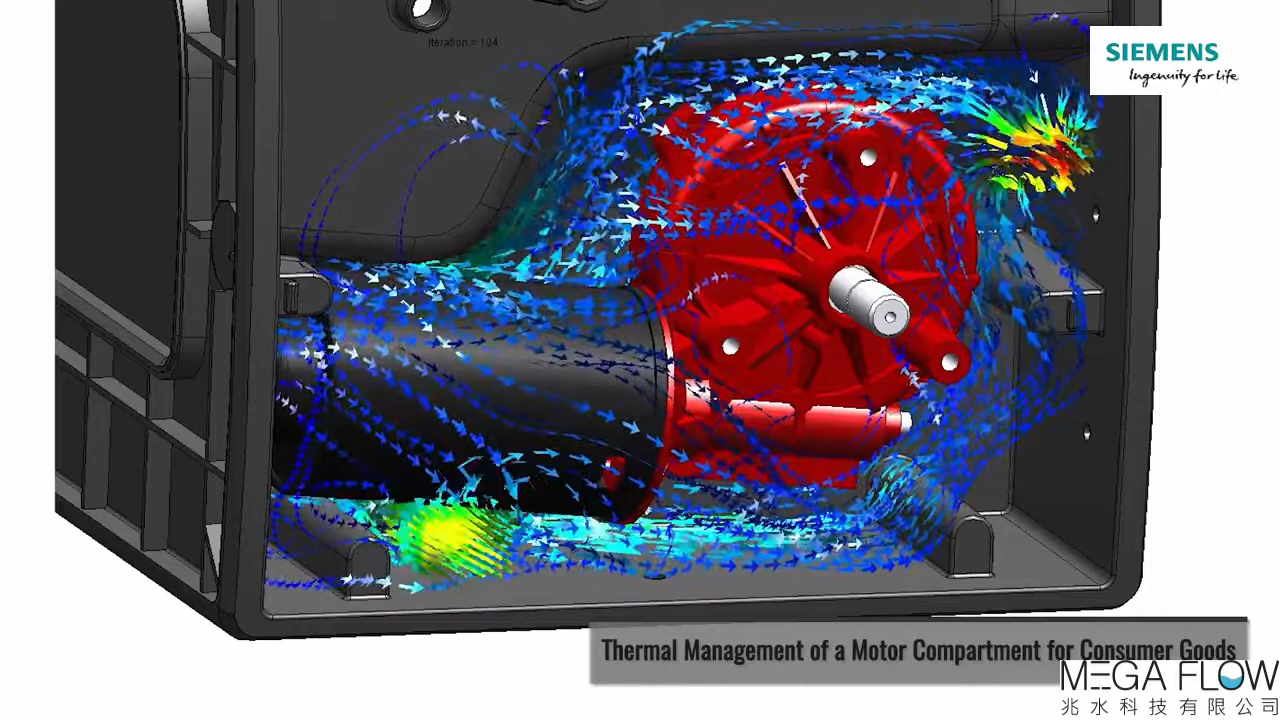 Iteration = 104
SIEMENS
Ingenuity for Life
Thermal Management of a Motor Compartment for Consumer Goods
MEGA FLOW
兆水科技有限公司